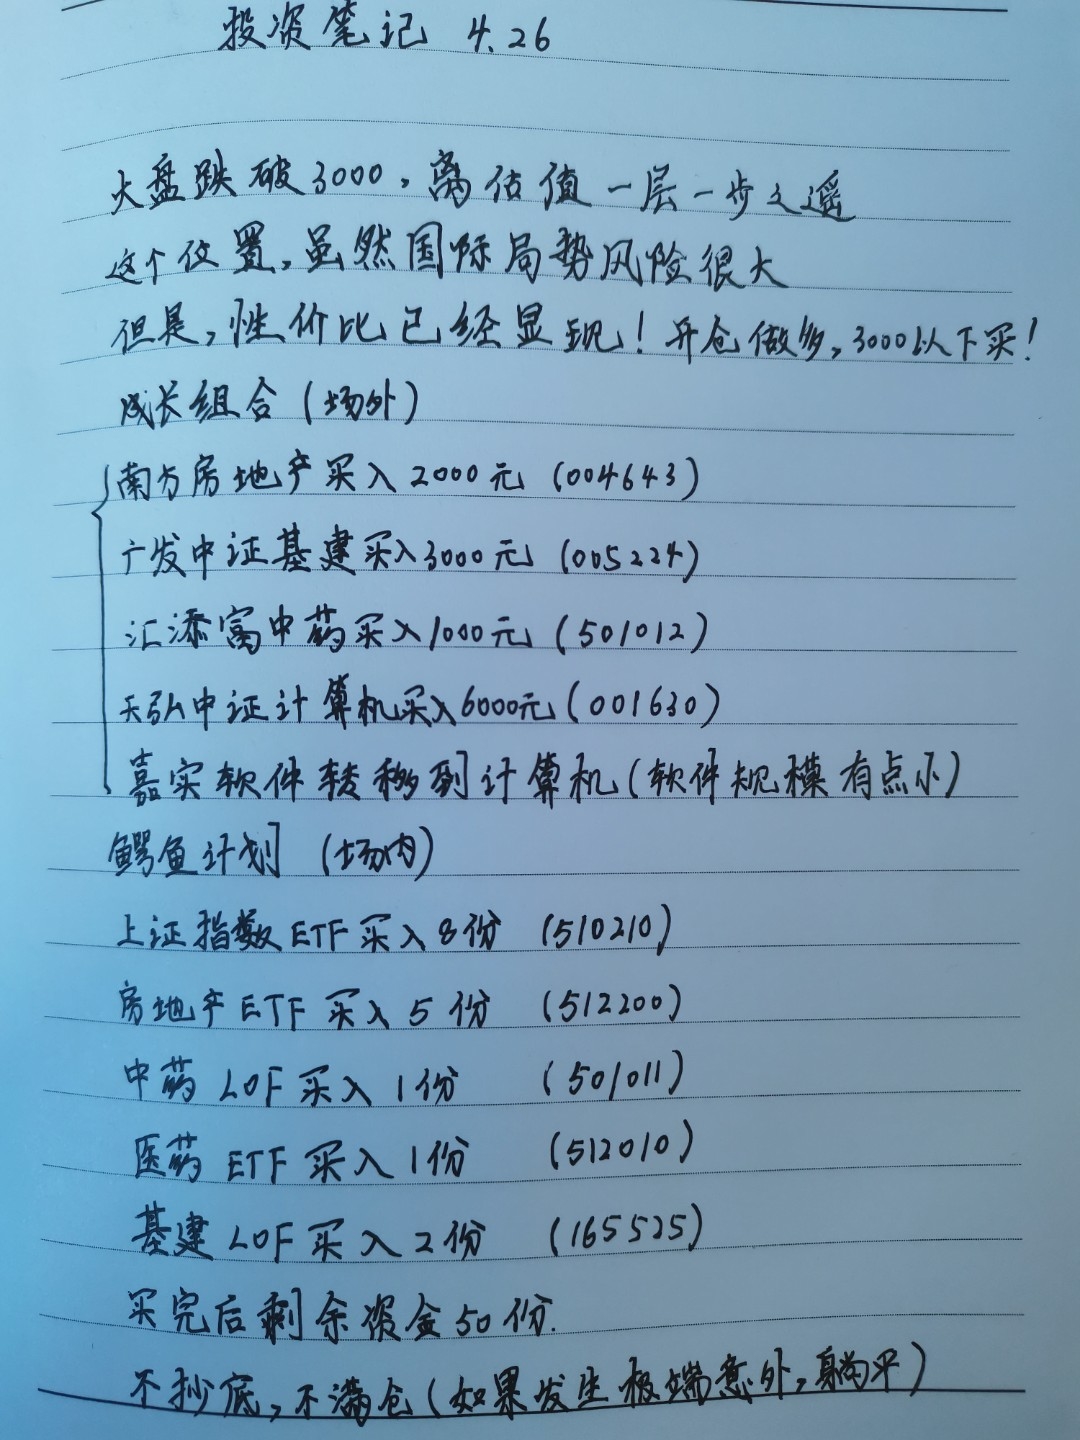 投资笔记 4.26
大盘跌破3000,离估值一层一步之遥
这个位置,虽然国际局势风险很大
但是,性价比已经显现!开仓做多,3000以下买!
成长组合(场外)
南方房地产买入2000元(004643)
广发中证基建买入3000元(005224)
汇添富中药买入1000元(501012)
天弘中证计算机买入6000元(001630)
嘉实软件转移到计算机(软件规模有点小)
鳄鱼计划(场内)
上证指数ETF买入8份(510210)
房地产ETF买入5份(512200)
中药LOF买入1份(501011)
医药ETF买入1份(512010)
基建LOF买入2份(165525)
买完后剩余资金50份.
不抄底,不满仓(如果发生极端意外,躺平)